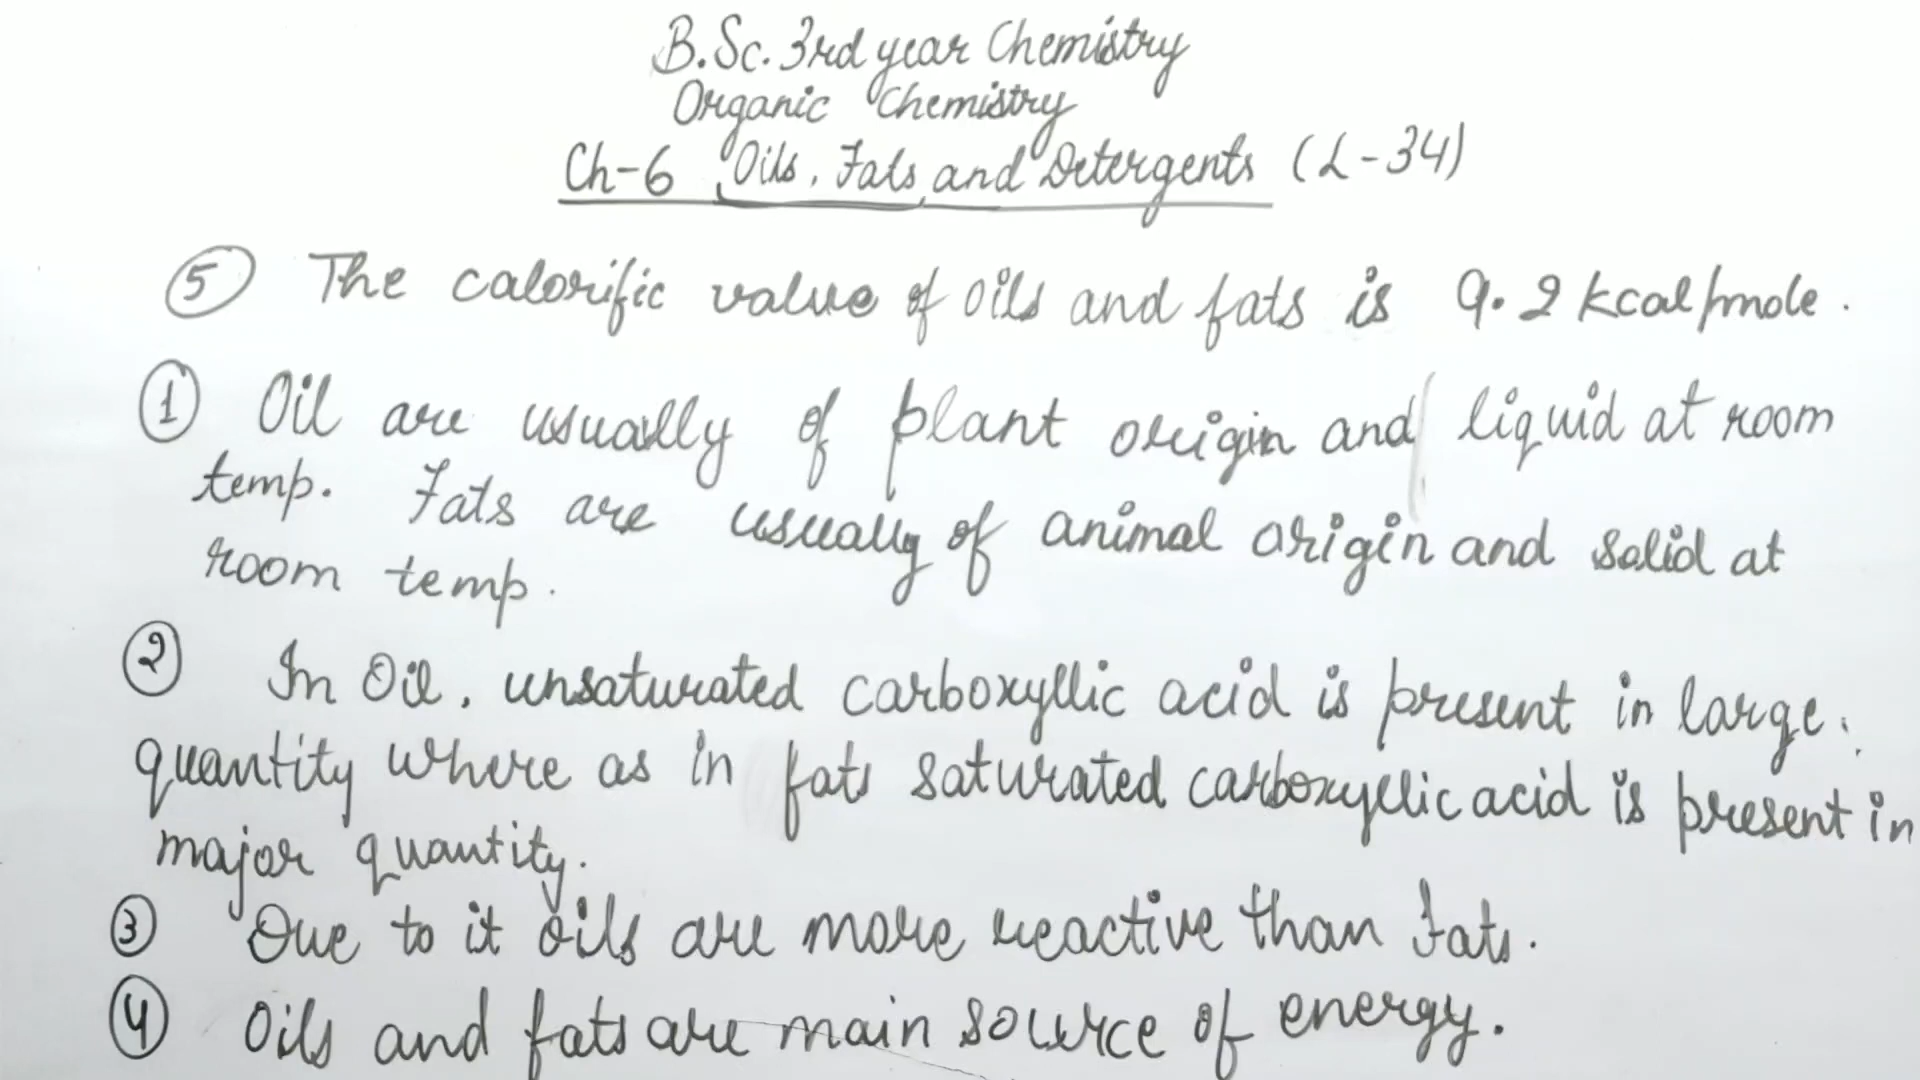 B.Sc. 3rd year Chemistry
Organic Chemistry
Ch-6 Oils, Fats and Detergents (L-34)
5 The calorific value of oils and fats is 9.2 kcal/mole.
1 Oil are usually of plant origin and liquid at room
temp. Fats are usually of animal origin and solid at
room temp.
2 In Oil, unsaturated carboxyllic acid is present in large
quantity where as in fats saturated carboxyllic acid is present in
major quantity.
3 Due to it oils are more reactive than fats.
4 Oils and fats are main source of energy.